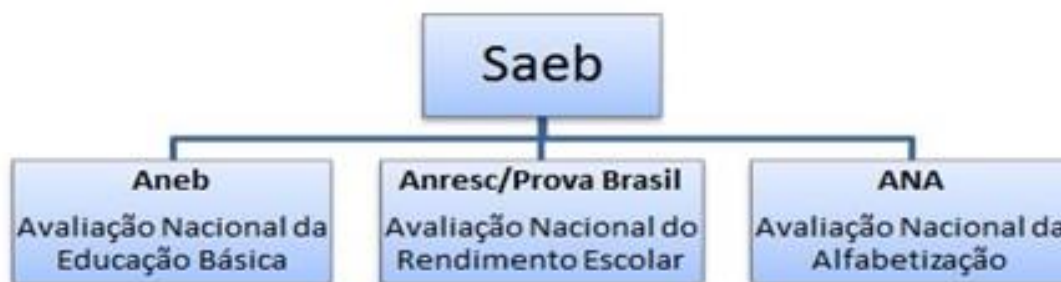 Saeb
Aneb
Avaliação Nacional da
Educação Básica
Anresc/Prova Brasil
Avaliação Nacional do
Rendimento Escolar
ANA
Avaliação Nacional da
Alfabetização